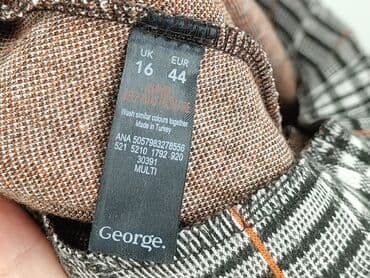 UK EUR
16 44
Wash similar colours together
Made in Turkey
ANA 5057983278556
521 5210 1792 920
30391
MULTI
George.